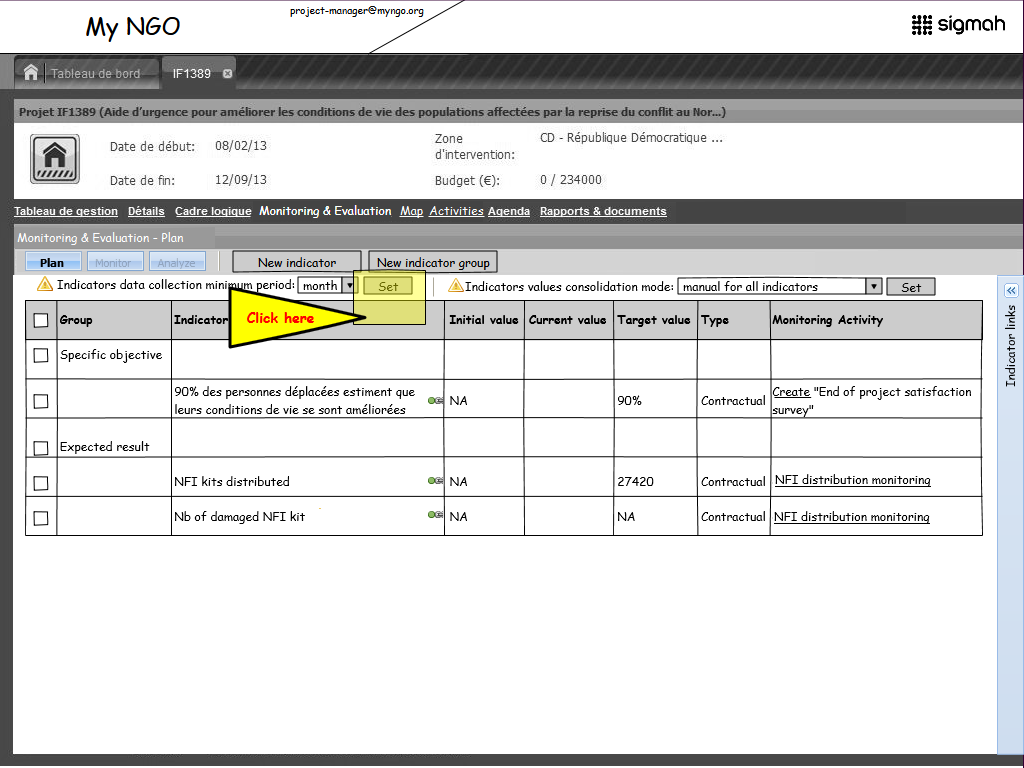 project-manager@myngo.org
My NGO
sigmah
Tableau de bord
IF1389
Projet IF1389 (Aide d'urgence pour améliorer les conditions de vie des populations affectées par la reprise du conflit au Nor...)
Date de début: 08/02/13
Zone d'intervention: CD - République Démocratique ...
Date de fin: 12/09/13
Budget (€): 0 / 234000
Tableau de gestion Détails Cadre logique Monitoring & Evaluation Map Activities Agenda Rapports & documents
Monitoring & Evaluation - Plan
Plan Monitor Analyze New indicator New indicator group
Indicators data collection minimum period: month Set Indicators values consolidation mode: manual for all indicators Set
Click here
Group Indicator Initial value Current value Target value Type Monitoring Activity
Specific objective
90% des personnes déplacées estiment que
leurs conditions de vie se sont améliorées
NA 90% Contractual
Create "End of project satisfaction
survey"
Expected result
NFI kits distributed NA 27420 Contractual NFI distribution monitoring
Nb of damaged NFI kit NA NA Contractual NFI distribution monitoring
Indicator links